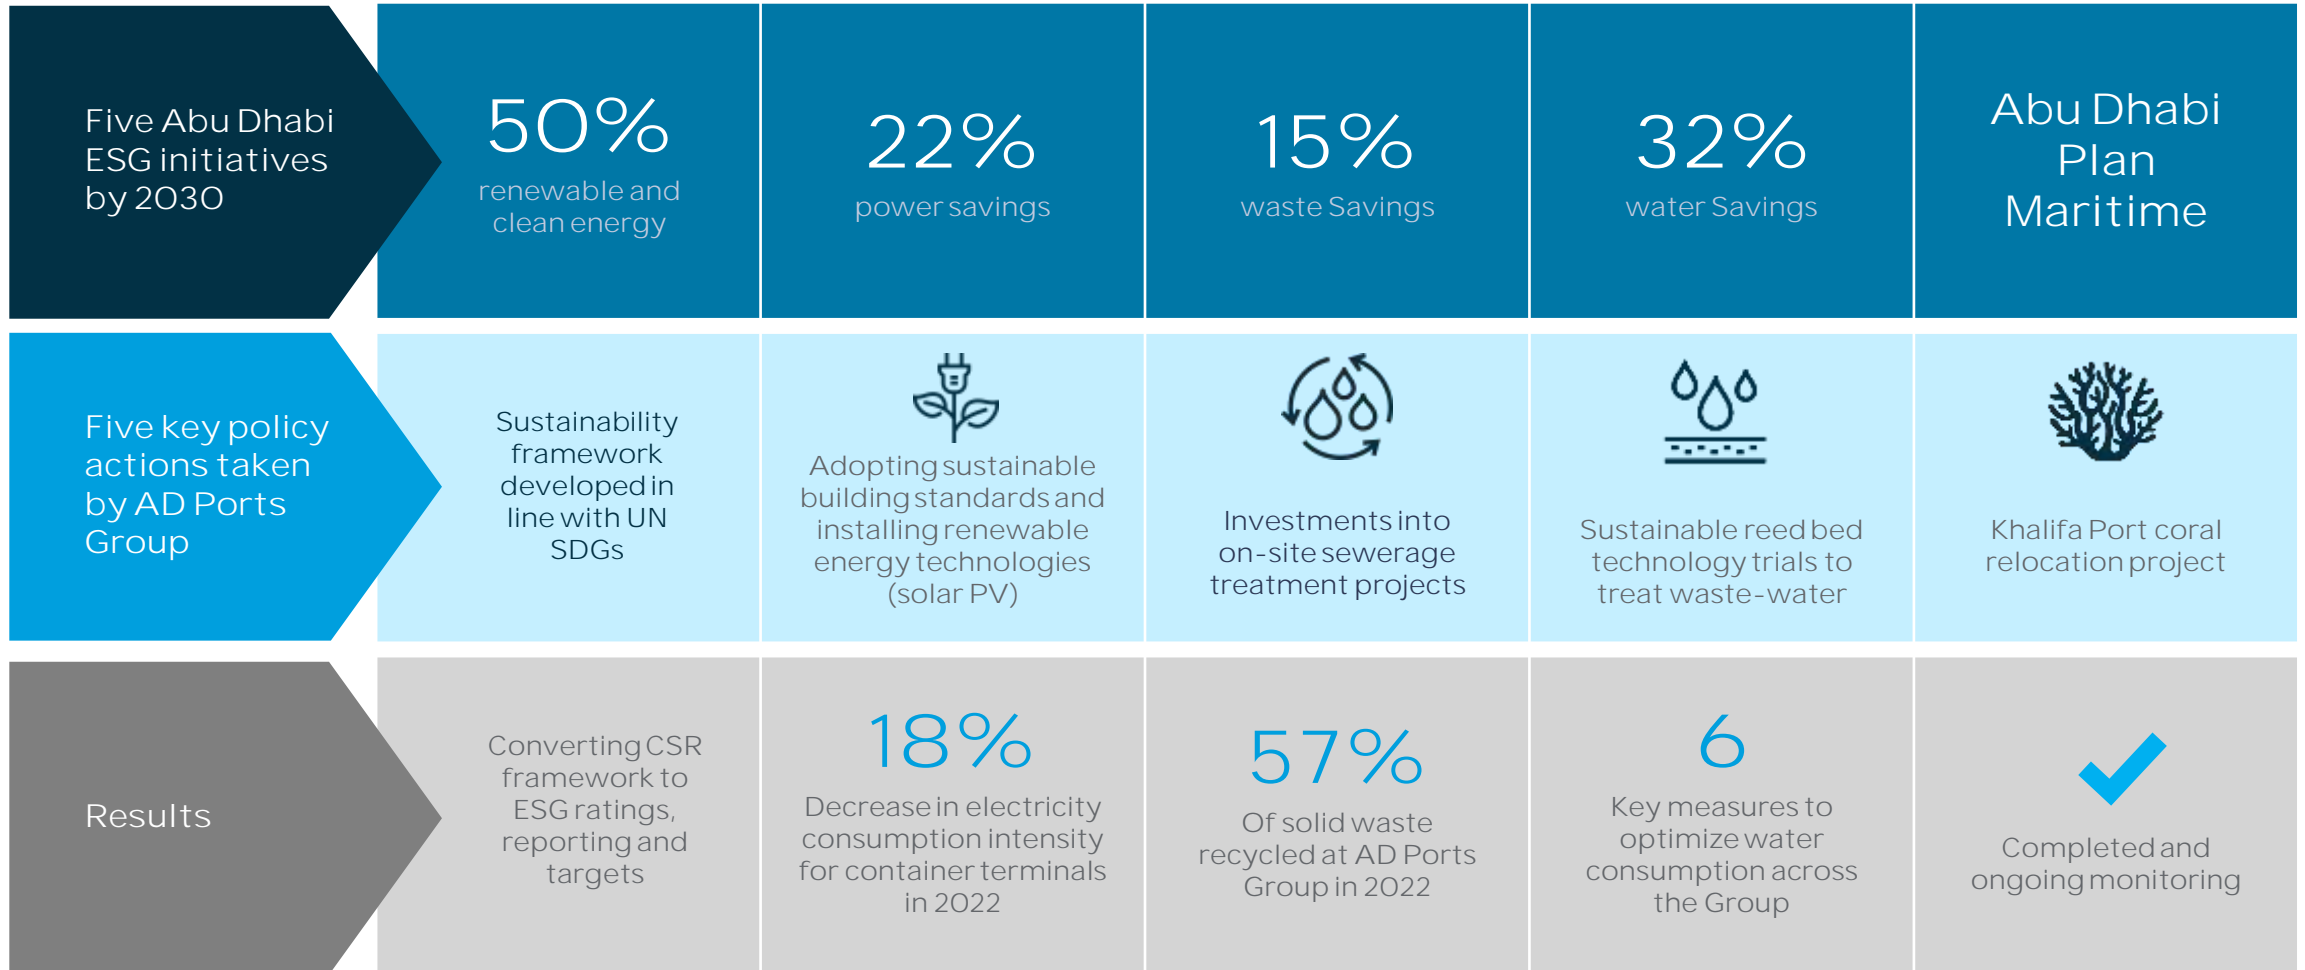 Five Abu Dhabi
ESG initiatives
by 2030
50%
renewable and
clean energy
22%
power savings
15%
waste Savings
32%
water Savings
Abu Dhabi
Plan
Maritime
Five key policy
actions taken
by AD Ports
Group
Sustainability
framework
developed in
line with UN
SDGs
Adopting sustainable
building standards and
installing renewable
energy technologies
(solar PV)
Investments into
on-site sewerage
treatment projects
Sustainable reed bed
technology trials to
treat waste-water
Khalifa Port coral
relocation project
Results
Converting CSR
framework to
ESG ratings,
reporting and
targets
18%
Decrease in electricity
consumption intensity
for container terminals
in 2022
57%
Of solid waste
recycled at AD Ports
Group in 2022
6
Key measures to
optimize water
consumption across
the Group
Completed and
ongoing monitoring